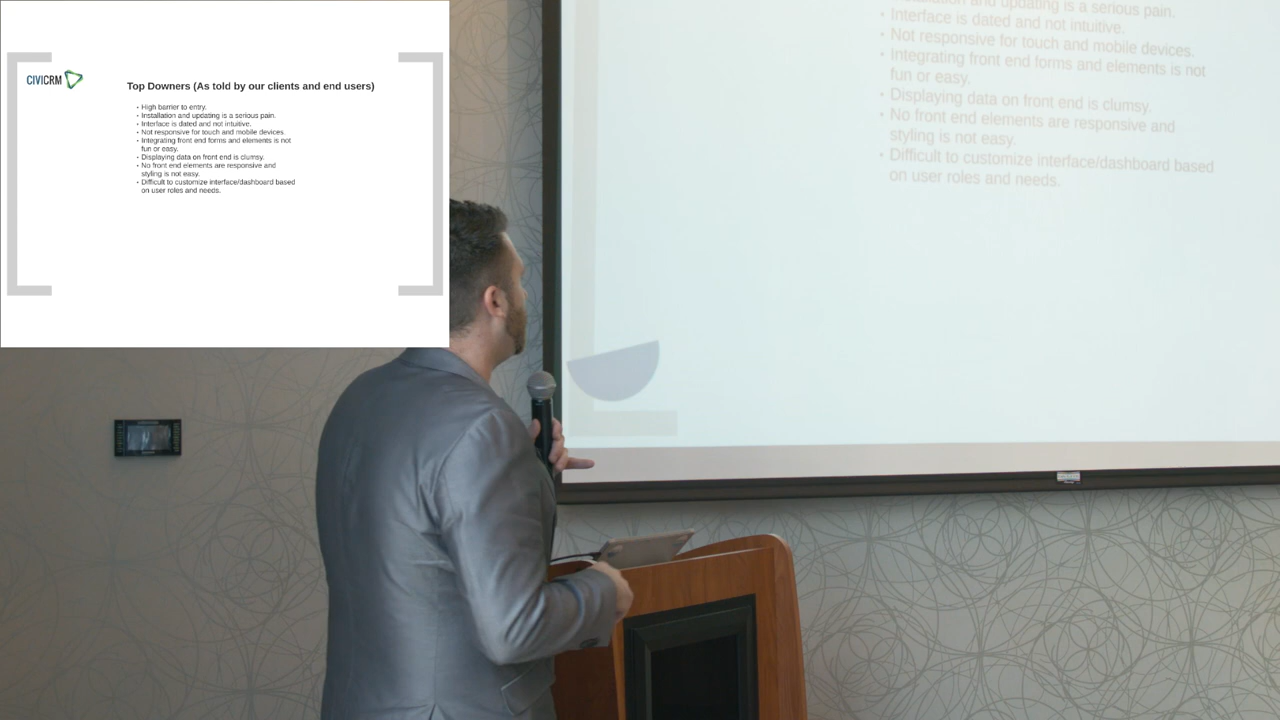 CIVICRM
Top Downers (As told by our clients and end users)
• High barrier to entry.
• Installation and updating is a serious pain.
• Interface is dated and not intuitive.
• Not responsive for touch and mobile devices.
• Integrating front end forms and elements is not
fun or easy.
• Displaying data on front end is clumsy.
• No front end elements are responsive and
styling is not easy.
• Difficult to customize interface/dashboard based
on user roles and needs.
Installation and updating is a serious pain.
• Interface is dated and not intuitive.
• Not responsive for touch and mobile devices.
• Integrating front end forms and elements is not
fun or easy.
• Displaying data on front end is clumsy.
• No front end elements are responsive and
styling is not easy.
• Difficult to customize interface/dashboard based
on user roles and needs.